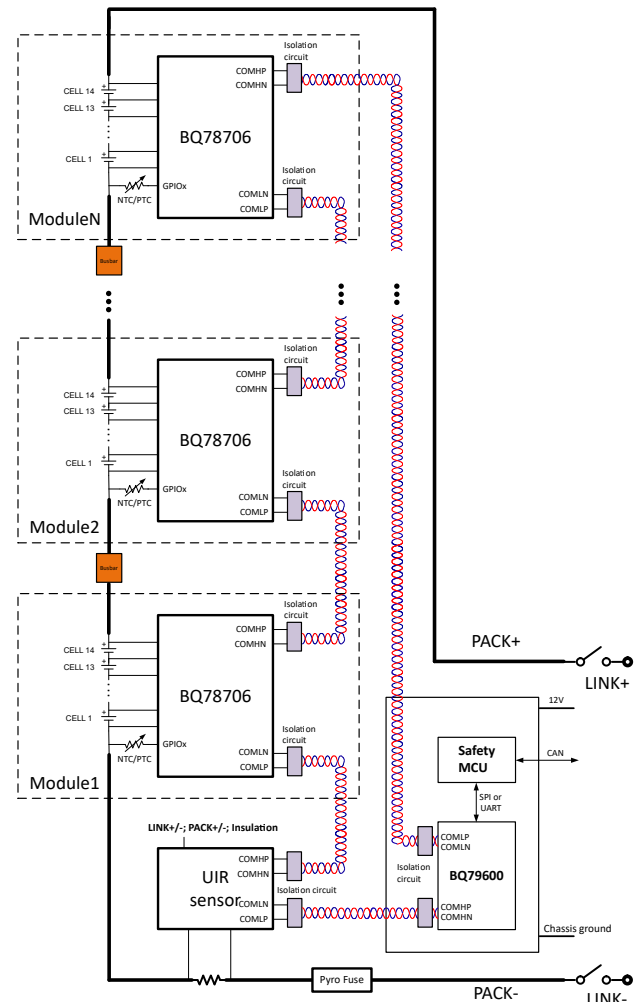 Isolation
circuit
COMHP
COMHN
+
CELL 14
+
CELL 13
BQ78706
+
CELL 1
Isolation
circuit
GPIOx
NTC/PTC
COMLN
COMLP
ModuleN
Busbar
Isolation
circuit
COMHP
COMHN
+
CELL 14
+
CELL 13
BQ78706
+
CELL 1
Isolation
circuit
GPIOx
NTC/PTC
COMLN
COMLP
Module2
Busbar
Isolation
circuit
COMHP
COMHN
+
CELL 14
+
CELL 13
BQ78706
+
CELL 1
Isolation
circuit
GPIOx
NTC/PTC
COMLN
COMLP
Module1
PACK+
LINK+
12V
Safety
MCU
CAN
SPI or
UART
LINK+/-; PACK+/-; Insulation
COMHP
COMHN
UIR
sensor
Isolation circuit
COMLN
COMLP
COMLP
COMLN
Isolation
circuit
BQ79600
COMHP
COMHN
Chassis ground
Pyro Fuse
PACK-
LINK-